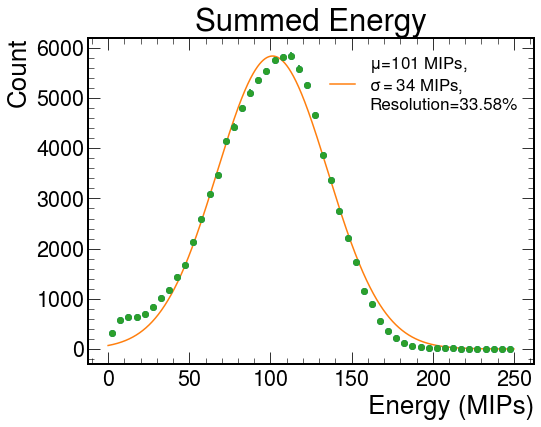 Summed Energy
Count
6000
5000
4000
3000
2000
1000
0
μ=101 MIPs,
σ = 34 MIPs,
Resolution=33.58%
0 50 100 150 200 250
Energy (MIPs)